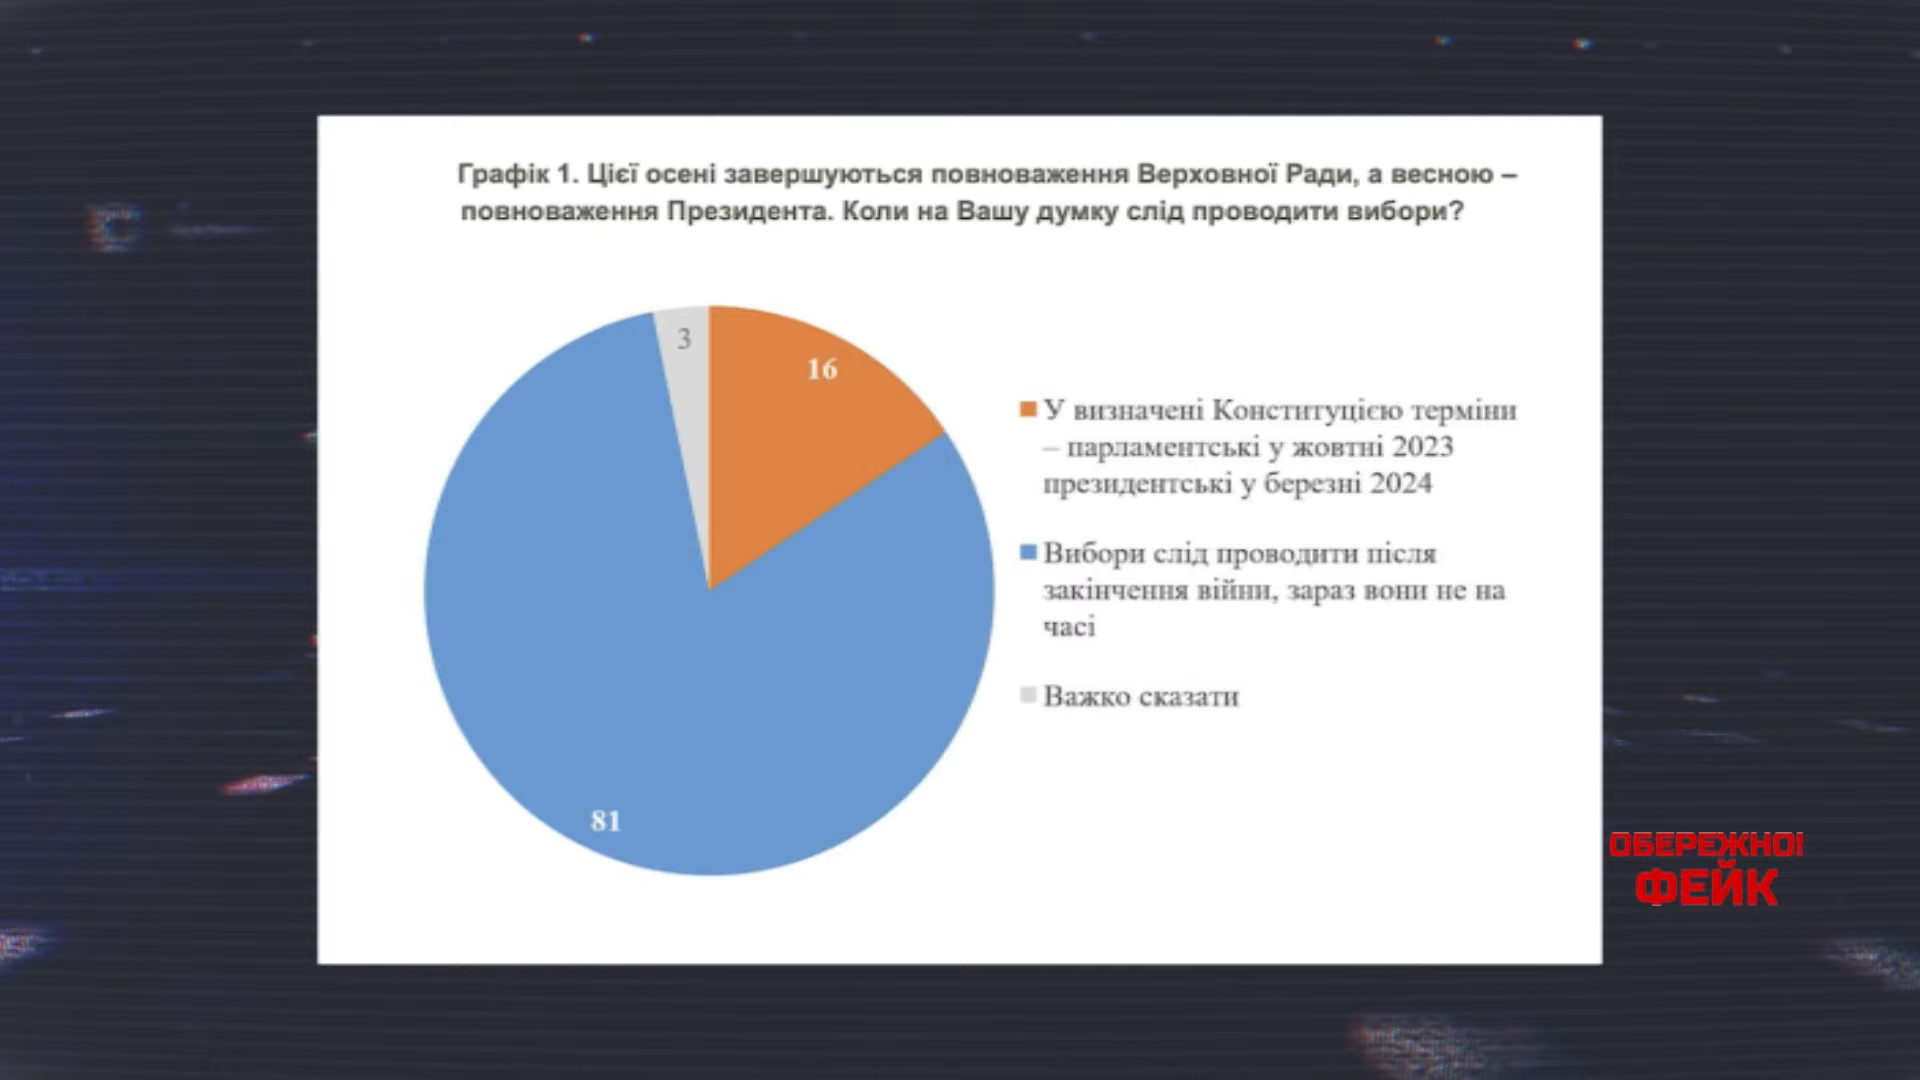 Графік 1. Цієї осені завершуються повноваження Верховної Ради, а весною –
повноваження Президента. Коли на Вашу думку слід проводити вибори?
3
16
81
У визначені Конституцією терміни
– парламентські у жовтні 2023
президентські у березні 2024
Вибори слід проводити після
закінчення війни, зараз вони не на
часі
Важко сказати
ОБЕРЕЖНО!
ФЕЙК